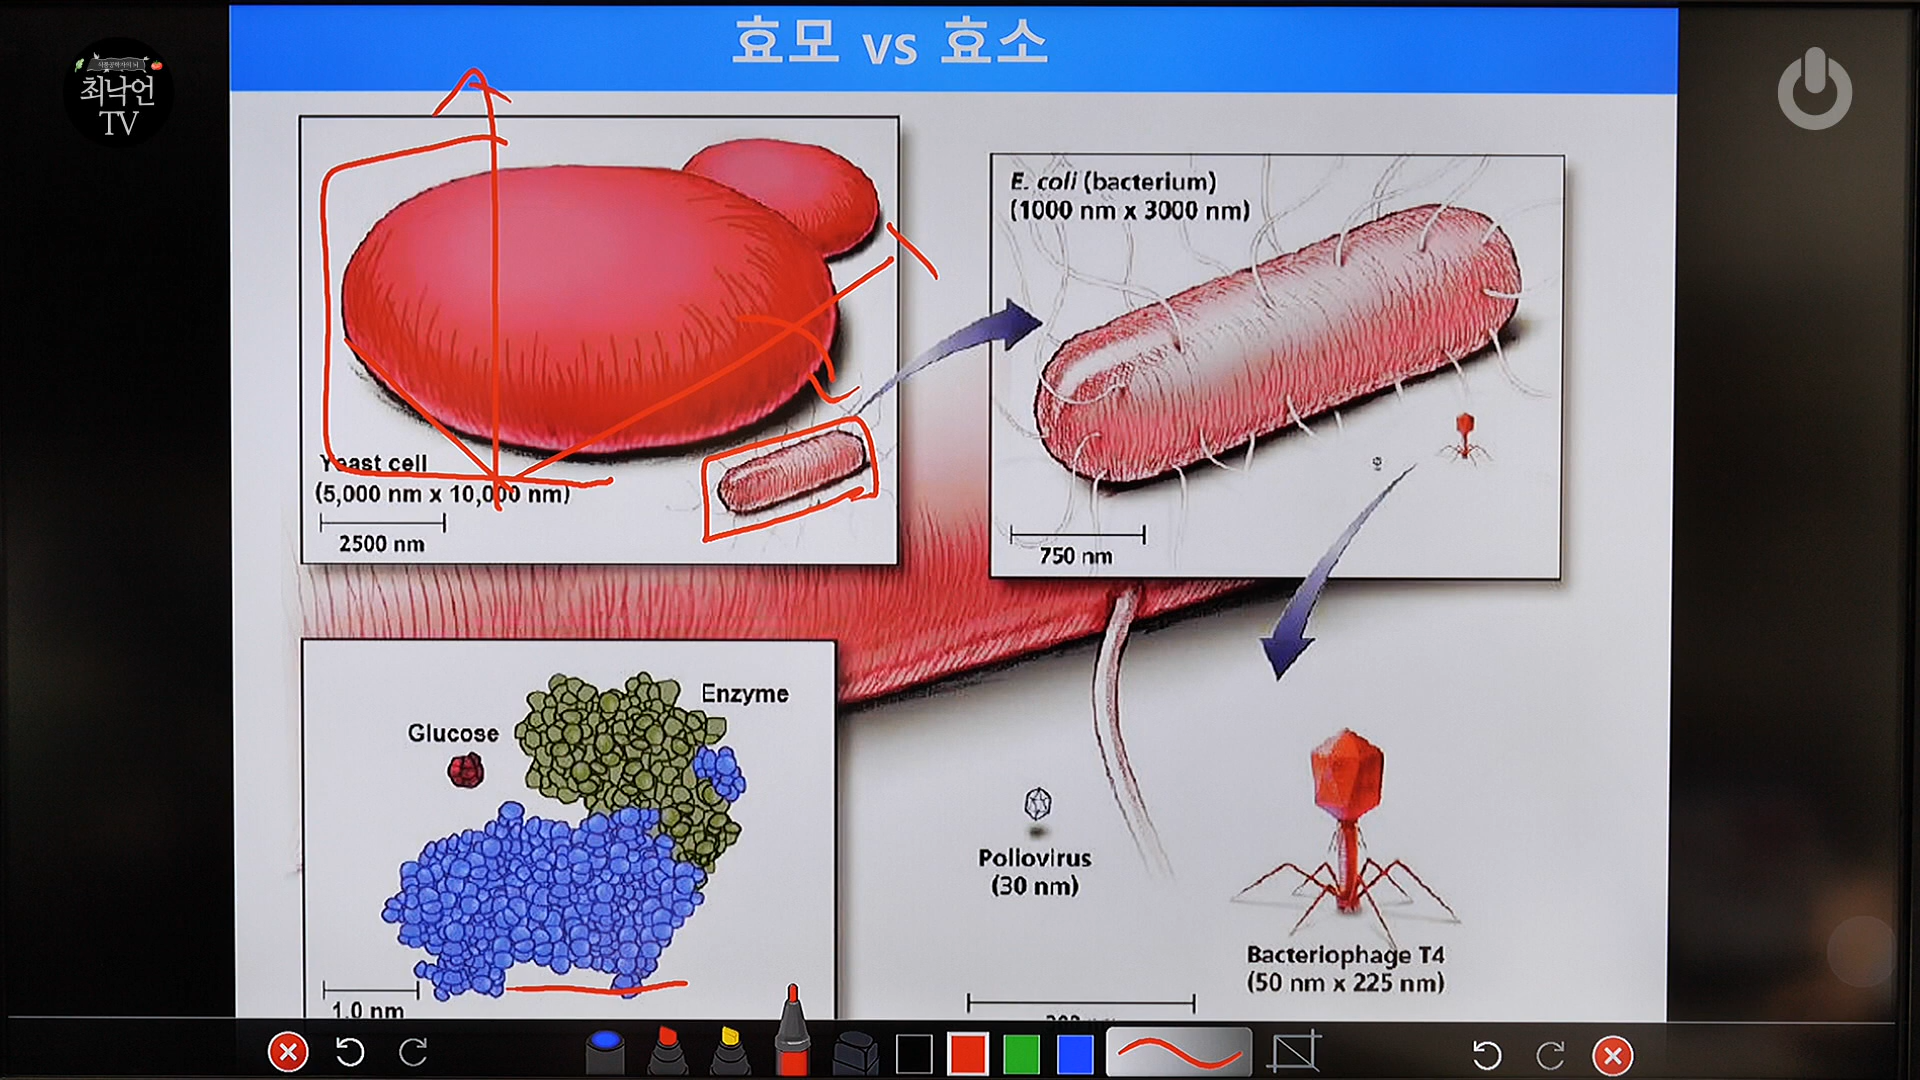 효모 vs 효소
최낙언
TV
E. coli (bacterium)
(1000 nm x 3000 nm)
750 nm
Yeast cell
(5,000 nm x 10,000 nm)
2500 nm
Enzyme
Glucose
1.0 nm
Pollovirus
(30 nm)
Bacteriophage T4
(50 nm x 225 nm)